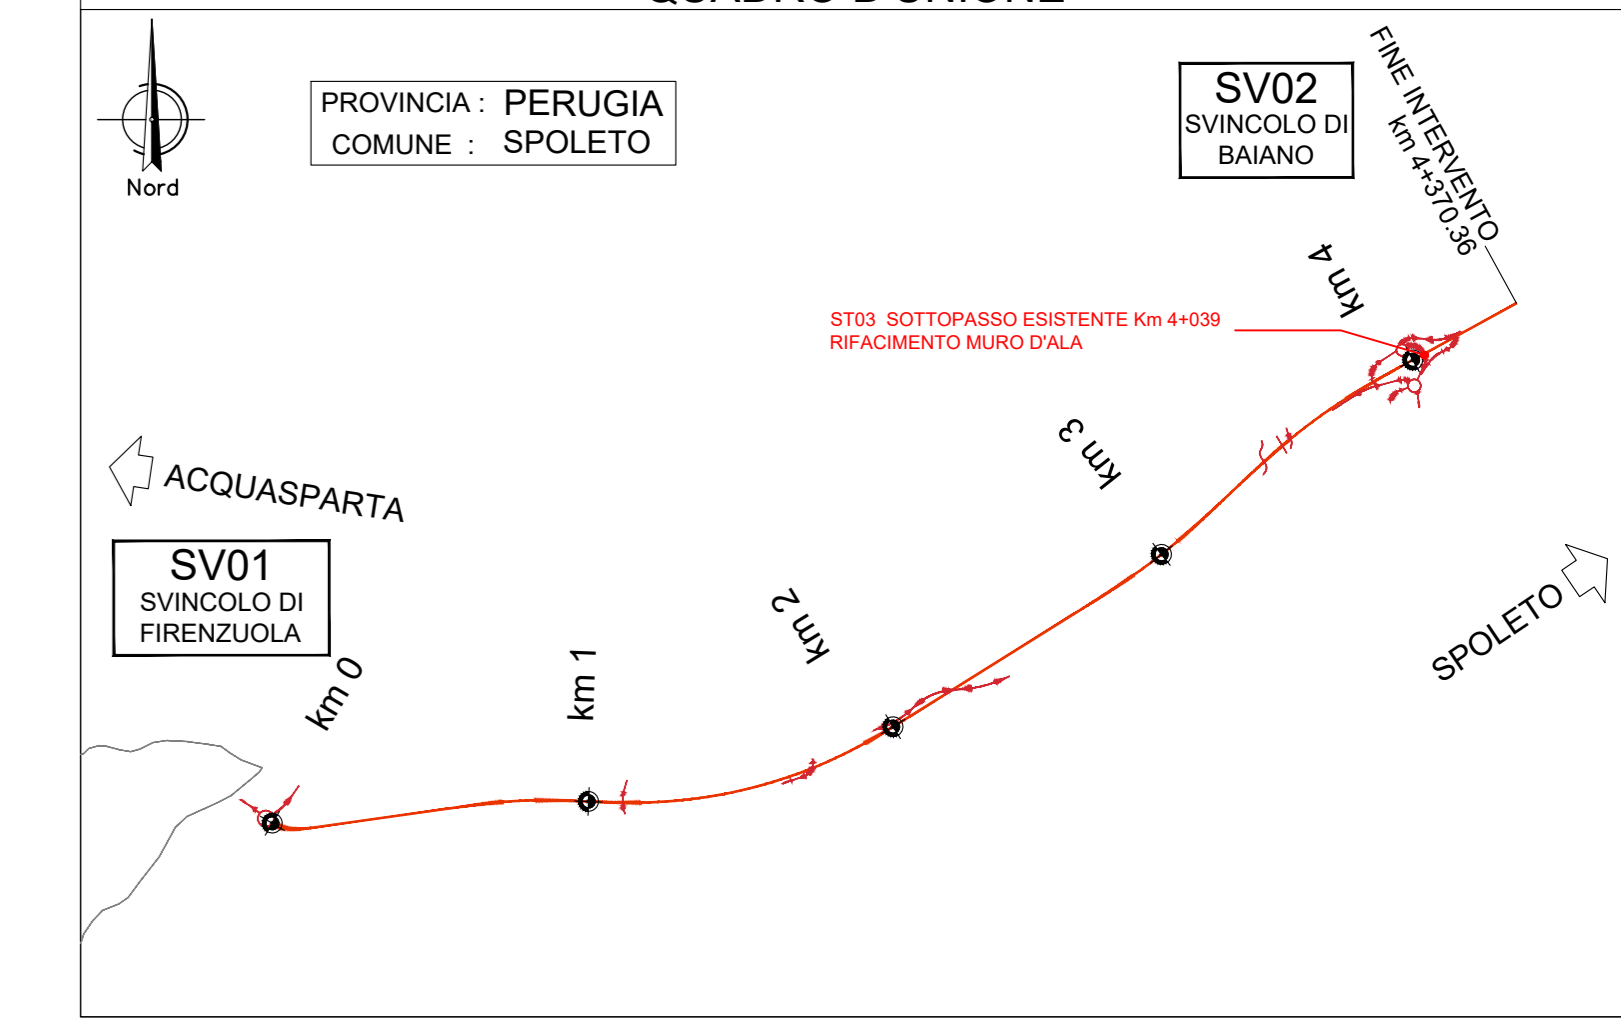 QUADRO D'UNIONE
Nord
PROVINCIA : PERUGIA
COMUNE : SPOLETO
SV02
SVINCOLO DI
BAIANO
FINE INTERVENTO
km 4+370.36
km 4
ST03 SOTTOPASSO ESISTENTE Km 4+039
RIFACIMENTO MURO D'ALA
km 3
ACQUASPARTA
SV01
SVINCOLO DI
FIRENZUOLA
km 2
SPOLETO
km 1
km 0